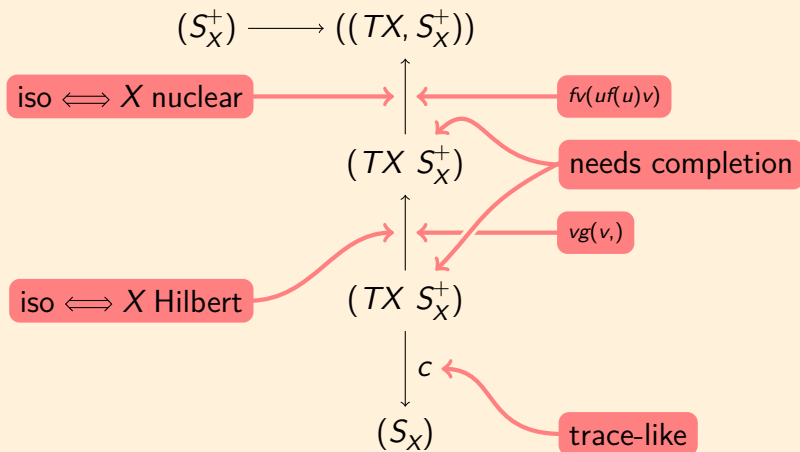 (S_X^+) ⟶ ((TX, S_X^+))
iso ⟺ X nuclear
fv(uf(u)v)
(TX S_X^+)
needs completion
vg(v,)
iso ⟺ X Hilbert
(TX S_X^+)
c
(S_X)
trace-like